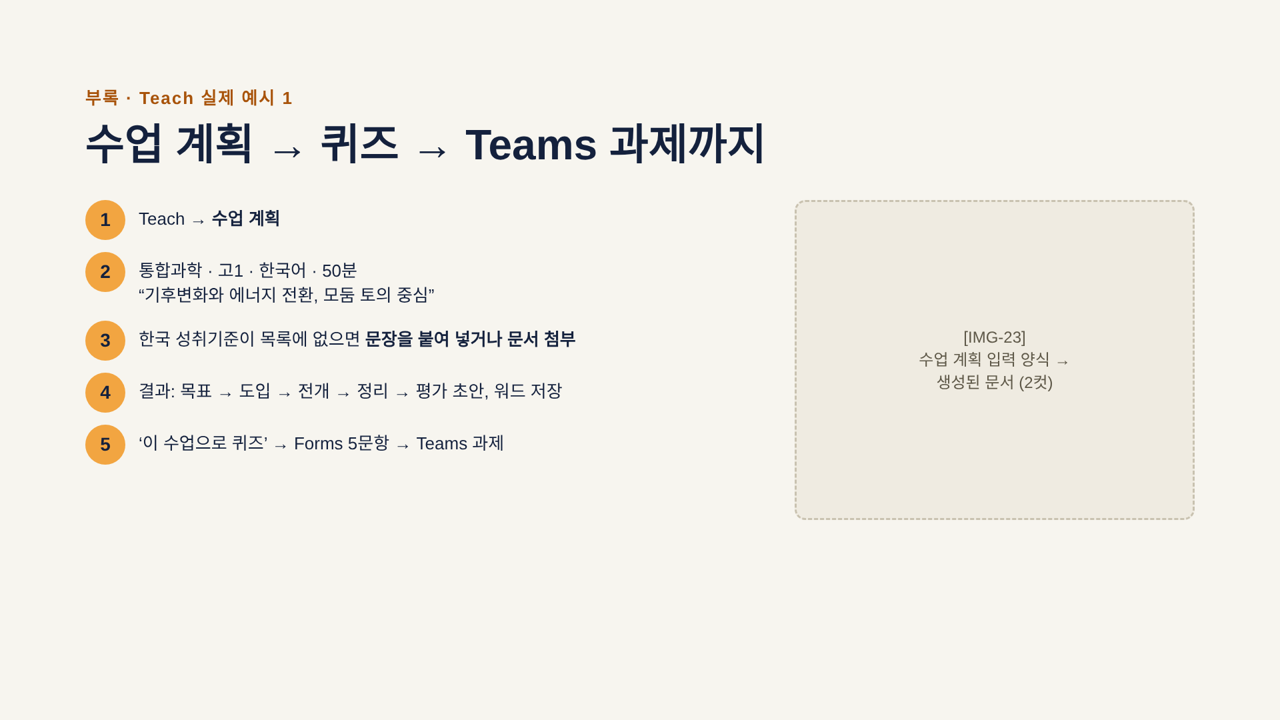 부록 · Teach 실제 예시 1
수업 계획 → 퀴즈 → Teams 과제까지
1 Teach → 수업 계획
2 통합과학 · 고1 · 한국어 · 50분
“기후변화와 에너지 전환, 모둠 토의 중심”
3 한국 성취기준이 목록에 없으면 문장을 붙여 넣거나 문서 첨부
4 결과: 목표 → 도입 → 전개 → 정리 → 평가 초안, 워드 저장
5 ‘이 수업으로 퀴즈’ → Forms 5문항 → Teams 과제
[IMG-23]
수업 계획 입력 양식 →
생성된 문서 (2컷)